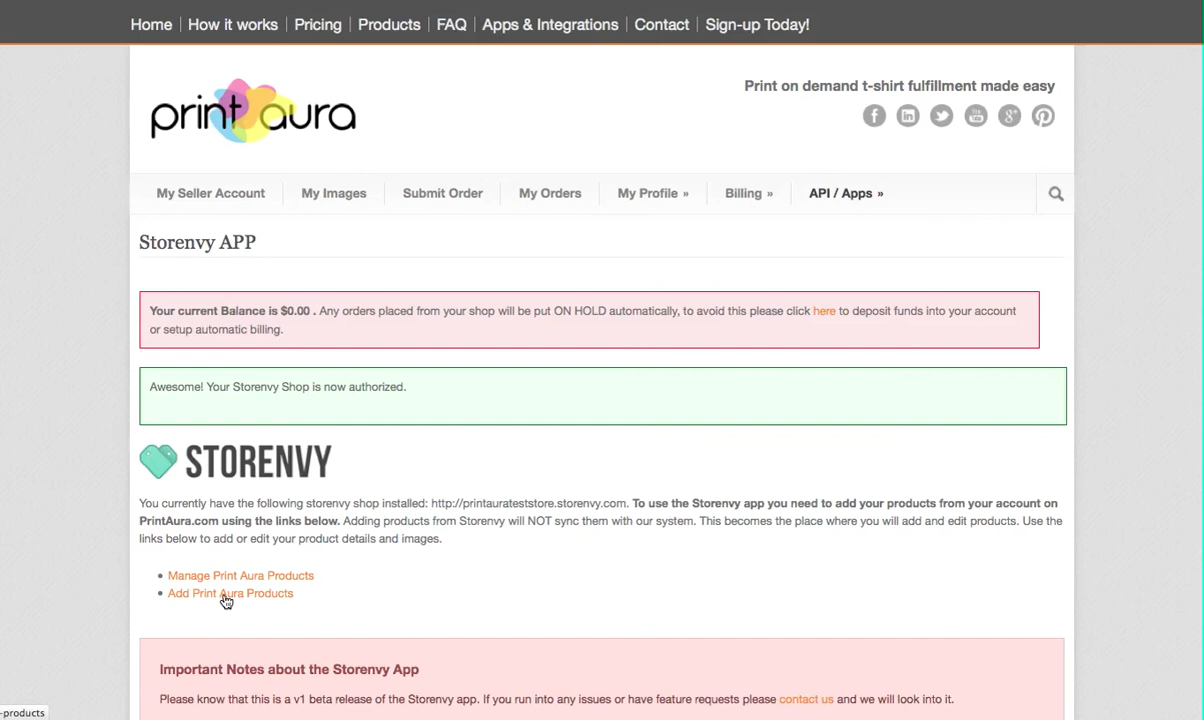 Home | How it works | Pricing | Products | FAQ | Apps & Integrations | Contact | Sign-up Today!
print aura
Print on demand t-shirt fulfillment made easy
My Seller Account My Images Submit Order My Orders My Profile » Billing » API / Apps »
Storenvy APP
Your current Balance is $0.00 . Any orders placed from your shop will be put ON HOLD automatically, to avoid this please click here to deposit funds into your account
or setup automatic billing.
Awesome! Your Storenvy Shop is now authorized.
STORENVY
You currently have the following storenvy shop installed: http://printaurateststore.storenvy.com. To use the Storenvy app you need to add your products from your account on
PrintAura.com using the links below. Adding products from Storenvy will NOT sync them with our system. This becomes the place where you will add and edit products. Use the
links below to add or edit your product details and images.
• Manage Print Aura Products
• Add Print Aura Products
Important Notes about the Storenvy App
Please know that this is a v1 beta release of the Storenvy app. If you run into any issues or have feature requests please contact us and we will look into it.
-products